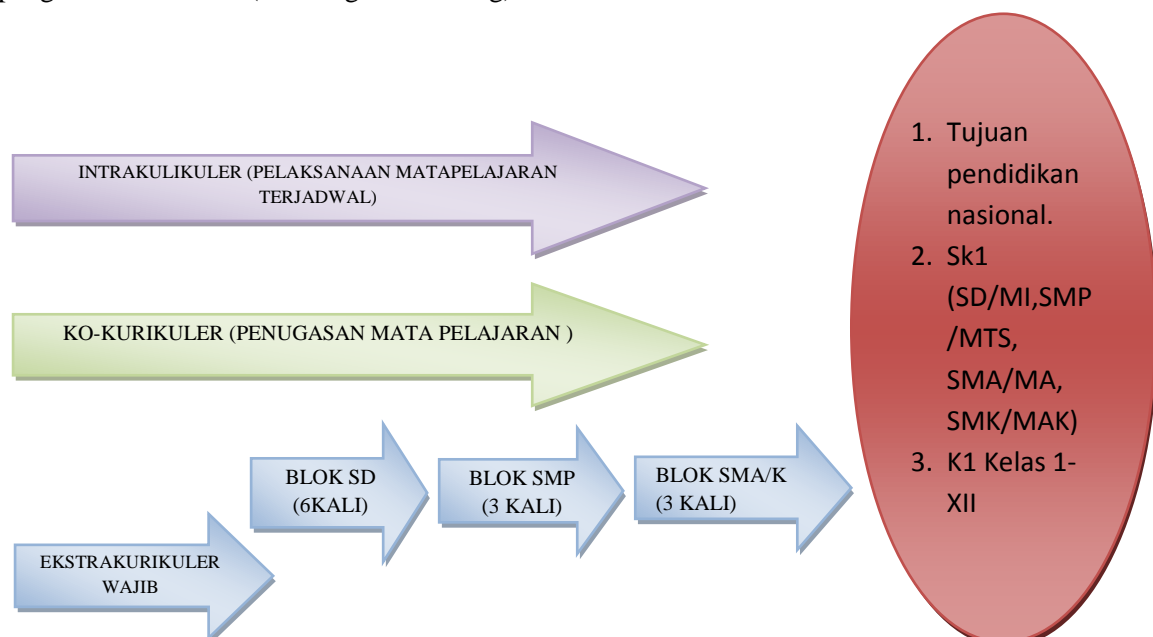 INTRAKULIKULER (PELAKSANAAN MATAPELAJARAN
TERJADWAL)
KO-KURIKULER (PENUGASAN MATA PELAJARAN )
BLOK SD
(6KALI)
BLOK SMP
(3 KALI)
BLOK SMA/K
(3 KALI)
EKSTRAKURIKULER
WAJIB
1. Tujuan
pendidikan
nasional.
2. Sk1
(SD/MI,SMP
/MTS,
SMA/MA,
SMK/MAK)
3. K1 Kelas 1-
XII